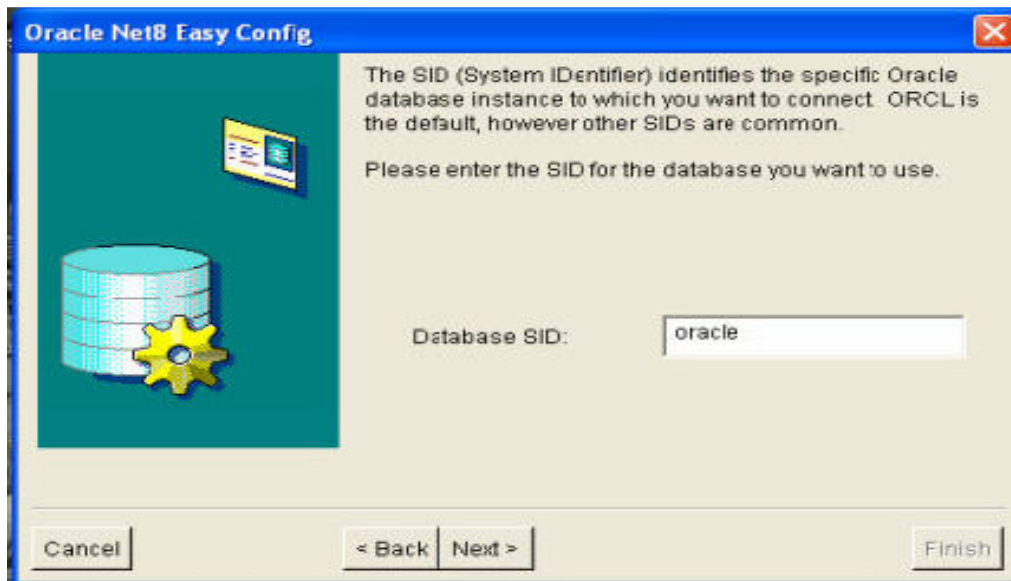 Oracle Net8 Easy Config
The SID (System IDentifier) identifies the specific Oracle
database instance to which you want to connect. ORCL is
the default, however other SIDs are common.
Please enter the SID for the database you want to use.
Database SID:
oracle
Cancel
< Back
Next >
Finish